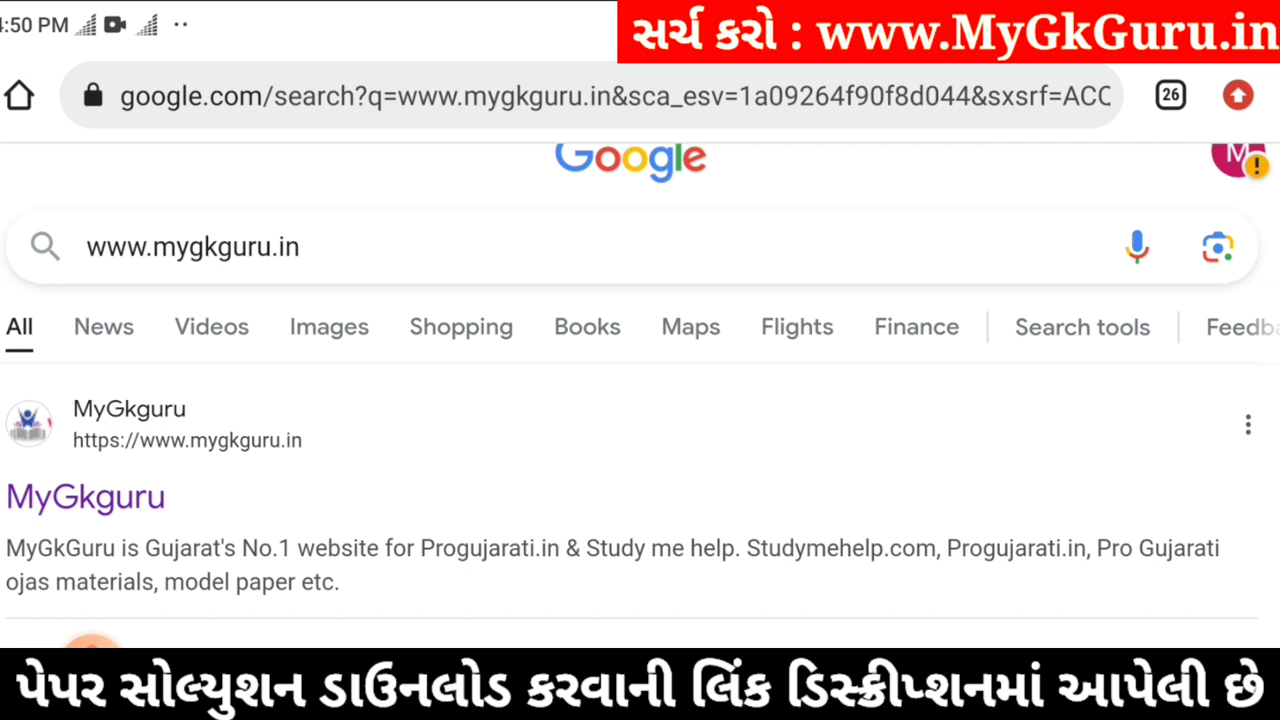 4:50 PM
સર્ચ કરો : www.MyGkGuru.in
google.com/search?q=www.mygkguru.in&sca_esv=1a09264f90f8d044&sxsrf=ACC
26
Google
M
www.mygkguru.in
All News Videos Images Shopping Books Maps Flights Finance Search tools Feedba
MyGkguru
https://www.mygkguru.in
MyGkguru
MyGkGuru is Gujarat's No.1 website for Progujarati.in & Study me help. Studymehelp.com, Progujarati.in, Pro Gujarati
ojas materials, model paper etc.
પેપર સોલ્યુશન ડાઉનલોડ કરવાની લિંક ડિસ્ક્રીપ્શનમાં આપેલી છે